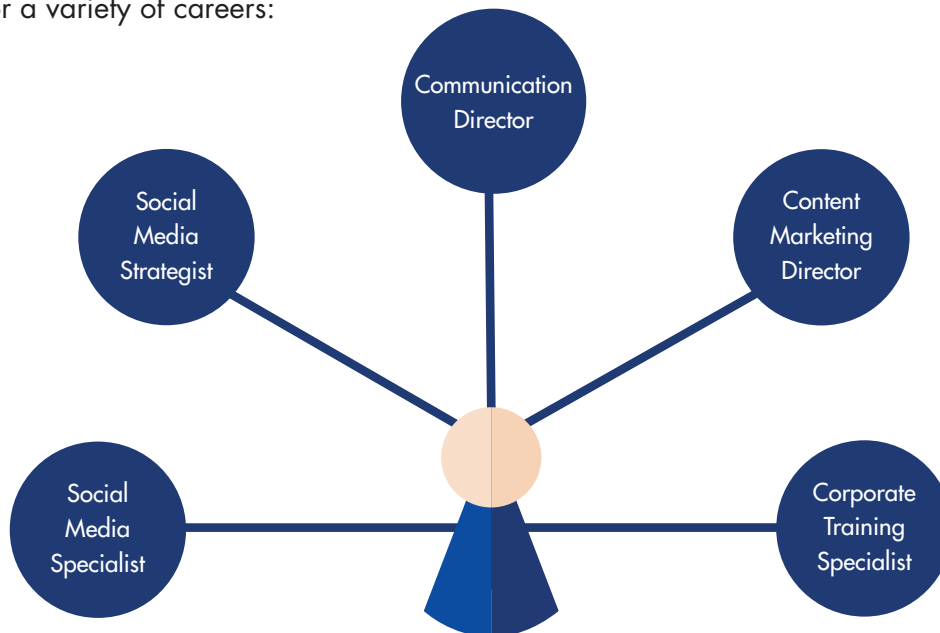 r a variety of careers:
Communication
Director
Social
Media
Strategist
Content
Marketing
Director
Social
Media
Specialist
Corporate
Training
Specialist